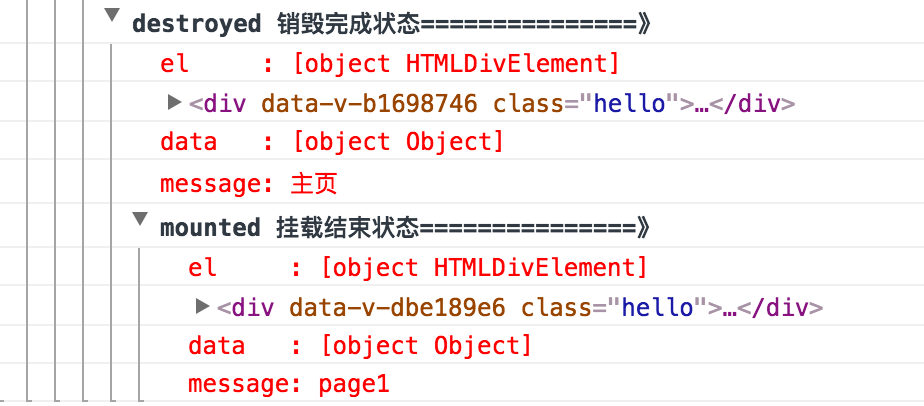 destroyed 销毁完成状态===============》
el     : [object HTMLDivElement]
<div data-v-b1698746 class="hello">…</div>
data   : [object Object]
message: 主页
mounted 挂载结束状态===============》
el     : [object HTMLDivElement]
<div data-v-dbe189e6 class="hello">…</div>
data   : [object Object]
message: page1